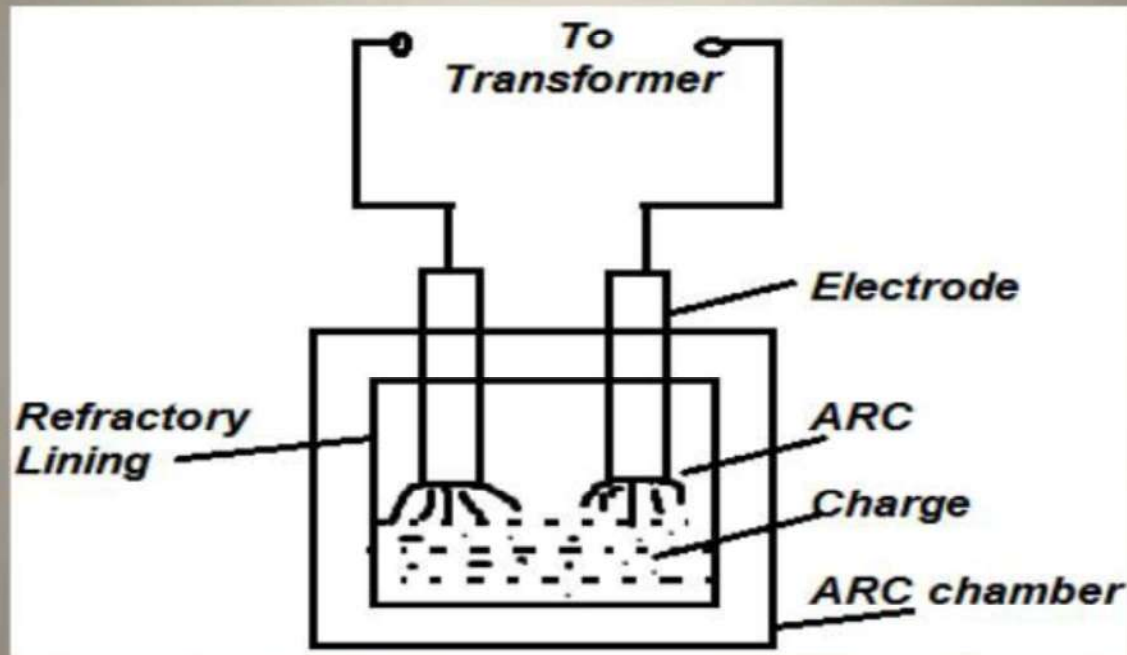 To
Transformer
Electrode
Refractory
Lining
ARC
Charge
ARC chamber